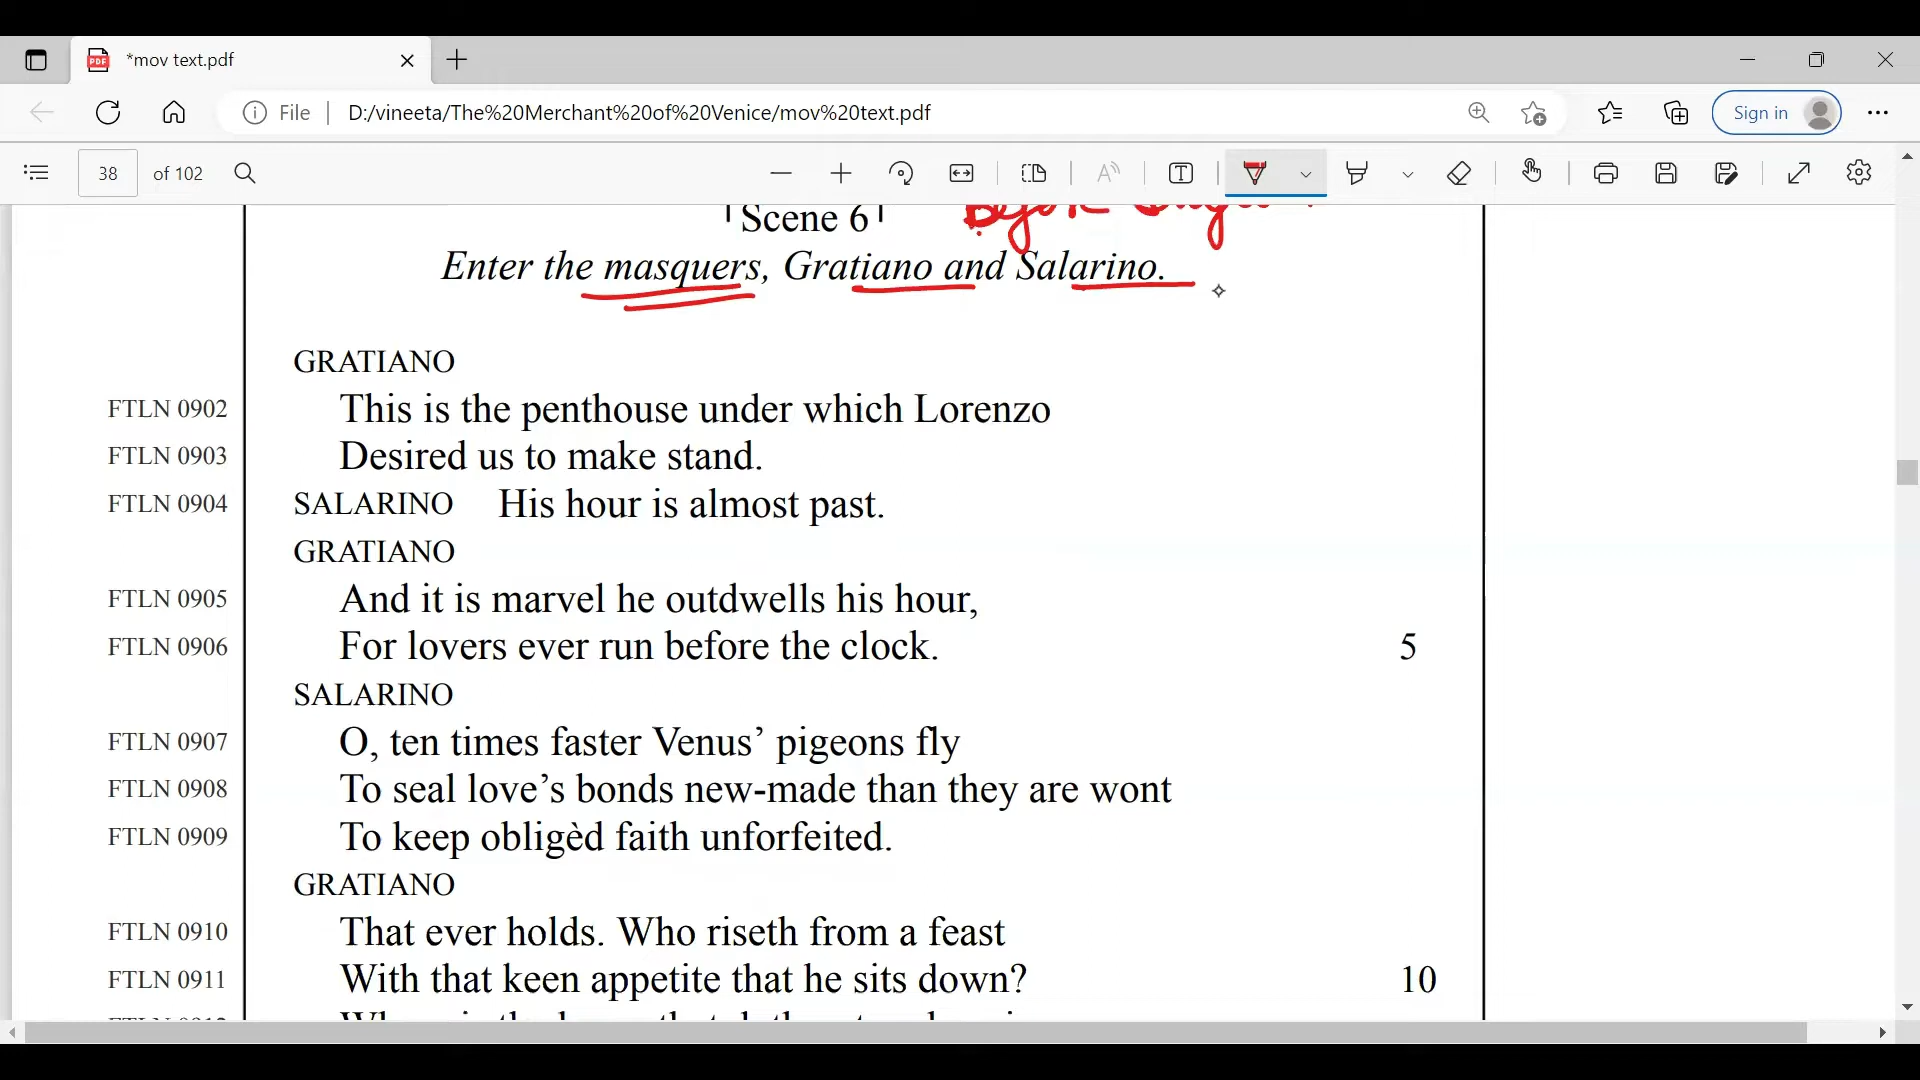 *mov text.pdf
File D:/vineeta/The%20Merchant%20of%20Venice/mov%20text.pdf Sign in
38 of 102
Scene 6 Before
Enter the masquers, Gratiano and Salarino.
GRATIANO
FTLN 0902 This is the penthouse under which Lorenzo
FTLN 0903 Desired us to make stand.
FTLN 0904 SALARINO His hour is almost past.
GRATIANO
FTLN 0905 And it is marvel he outdwells his hour,
FTLN 0906 For lovers ever run before the clock. 5
SALARINO
FTLN 0907 O, ten times faster Venus’ pigeons fly
FTLN 0908 To seal love’s bonds new-made than they are wont
FTLN 0909 To keep obligèd faith unforfeited.
GRATIANO
FTLN 0910 That ever holds. Who riseth from a feast
FTLN 0911 With that keen appetite that he sits down? 10